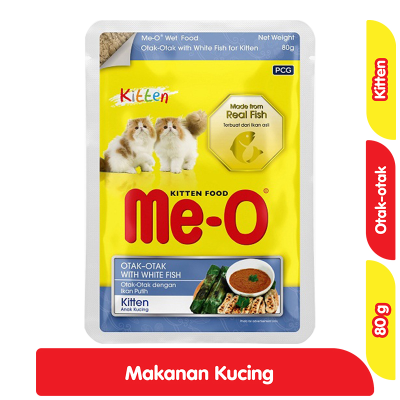 Me-O® Wet Food
Otak-Otak with White Fish for Kitten
Net Weight
80g
PCG
Kitten
Made from
Real Fish
terbuat dari ikan asli
KITTEN FOOD
Me-O®
OTAK-OTAK
WITH WHITE FISH
Otak-Otak dengan
Ikan Putih
Kitten
Anak Kucing
Kitten
Otak-otak
80 g
Makanan Kucing